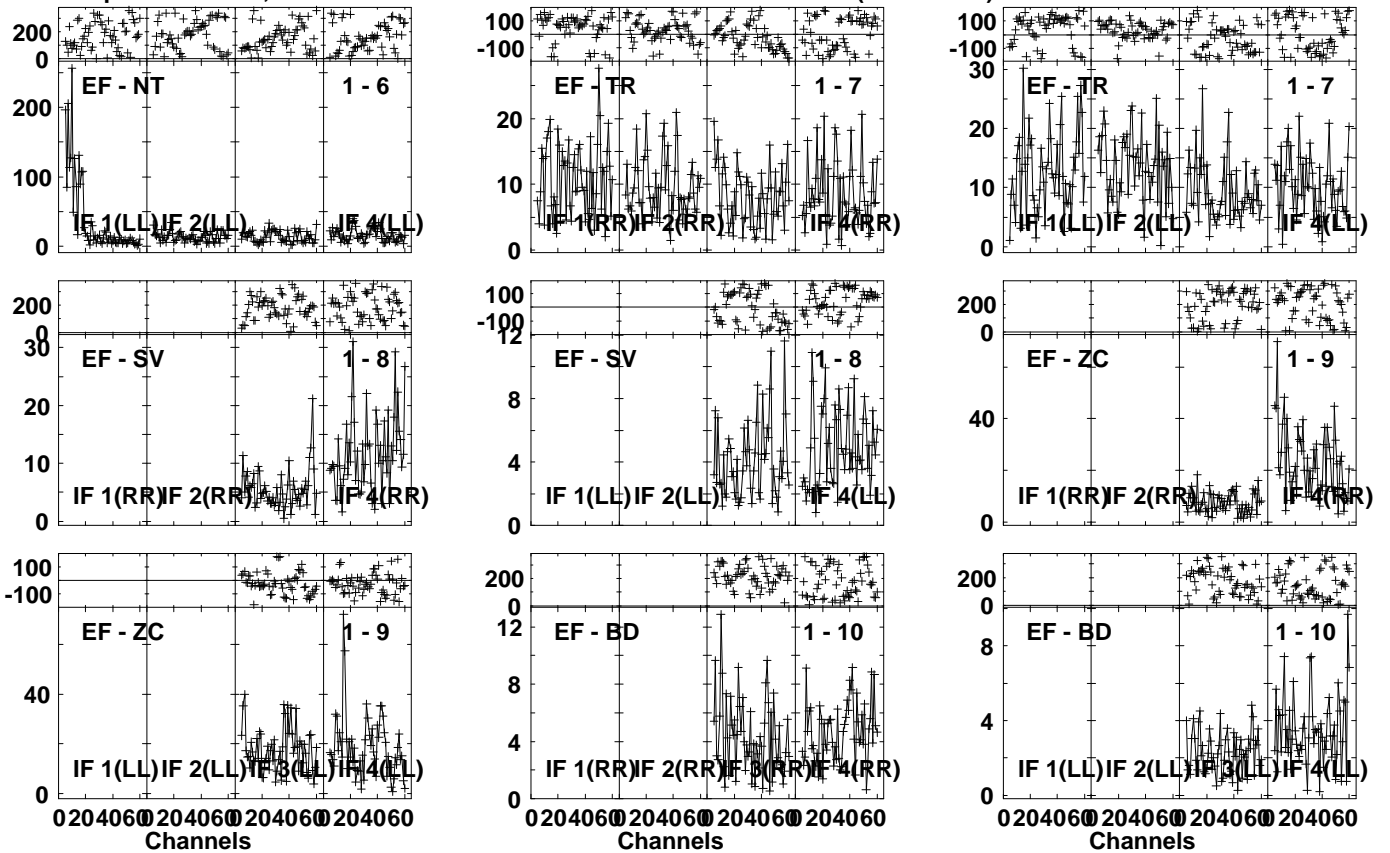 200
0
EF - NT
1 - 6
200
100
0
IF 1(LL) IF 2(LL) IF 4(LL)
100
-100
EF - TR
1 - 7
20
10
0
IF 1(RR) IF 2(RR) IF 4(RR)
100
-100
30
EF - TR
1 - 7
20
10
0
IF 1(LL) IF 2(LL) IF 4(LL)
200
0
30
EF - SV
1 - 8
20
10
0
IF 1(RR) IF 2(RR) IF 4(RR)
100
-100
12
EF - SV
1 - 8
8
4
0
IF 1(LL) IF 2(LL) IF 4(LL)
200
0
EF - ZC
1 - 9
40
0
IF 1(RR) IF 2(RR) IF 4(RR)
100
-100
EF - ZC
1 - 9
40
0
IF 1(LL) IF 2(LL) IF 3(LL) IF 4(LL)
0 20 40 60 0 20 40 60 0 20 40 60 0 20 40 60
Channels
200
0
12
EF - BD
1 - 10
8
4
0
IF 1(RR) IF 2(RR) IF 3(RR) IF 4(RR)
0 20 40 60 0 20 40 60 0 20 40 60 0 20 40 60
Channels
200
0
EF - BD
1 - 10
8
4
0
IF 1(LL) IF 2(LL) IF 3(LL) IF 4(LL)
0 20 40 60 0 20 40 60 0 20 40 60 0 20 40 60
Channels